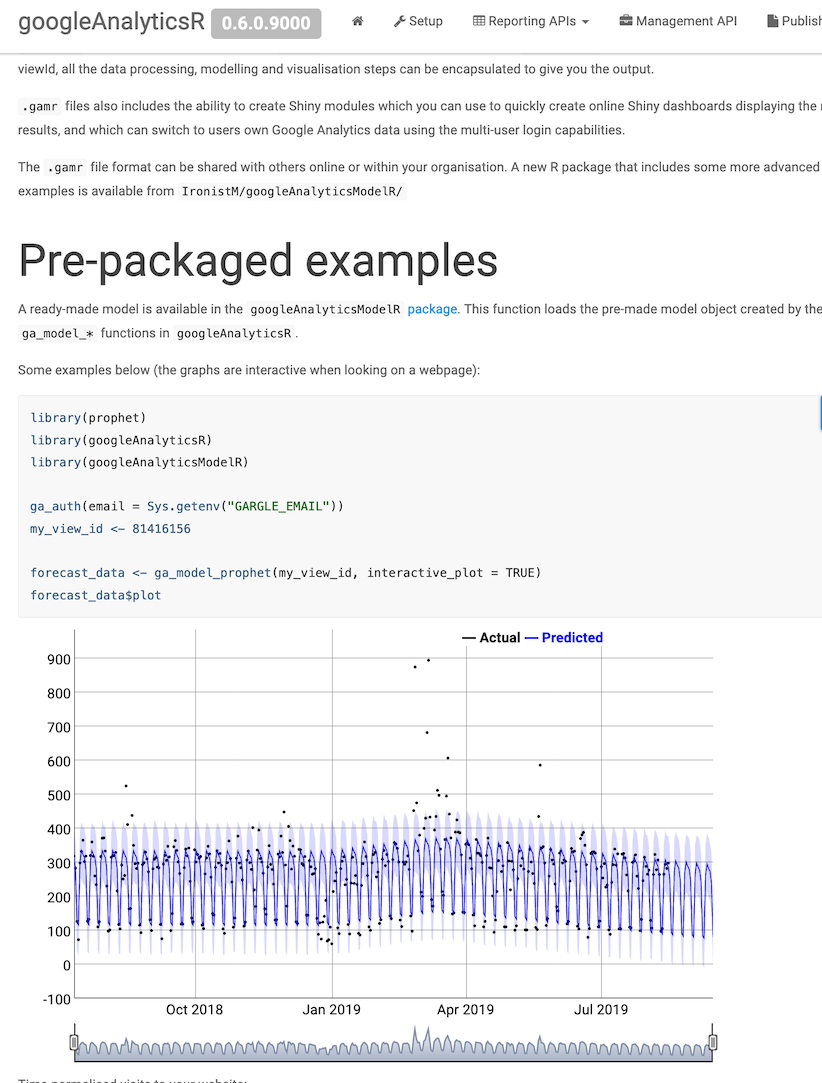 googleAnalyticsR 0.6.0.9000 Setup Reporting APIs Management API Publish
viewId, all the data processing, modelling and visualisation steps can be encapsulated to give you the output.
.gamr files also includes the ability to create Shiny modules which you can use to quickly create online Shiny dashboards displaying the
results, and which can switch to users own Google Analytics data using the multi-user login capabilities.
The .gamr file format can be shared with others online or within your organisation. A new R package that includes some more advanced
examples is available from IronistM/googleAnalyticsModelR/
Pre-packaged examples
A ready-made model is available in the googleAnalyticsModelR package. This function loads the pre-made model object created by the
ga_model_* functions in googleAnalyticsR .
Some examples below (the graphs are interactive when looking on a webpage):
library(prophet)
library(googleAnalyticsR)
library(googleAnalyticsModelR)
ga_auth(email = Sys.getenv("GARGLE_EMAIL"))
my_view_id <- 81416156
forecast_data <- ga_model_prophet(my_view_id, interactive_plot = TRUE)
forecast_data$plot
Actual Predicted
900
800
700
600
500
400
300
200
100
0
-100
Oct 2018 Jan 2019 Apr 2019 Jul 2019
Time normalised visits to your website: